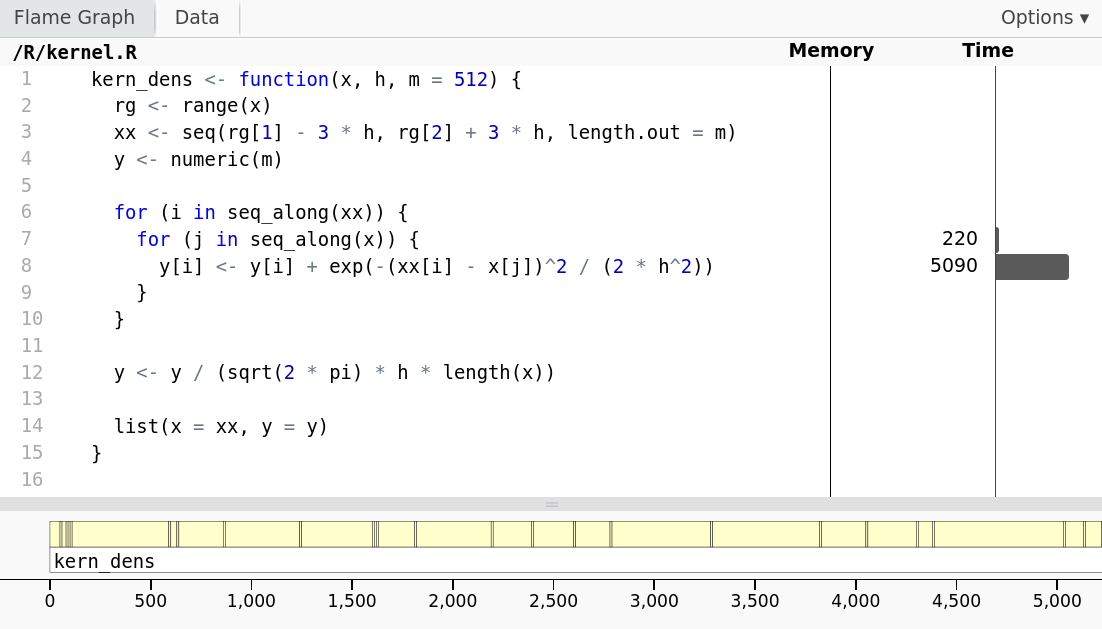 Flame Graph Data Options ▾
/R/kernel.R Memory Time
1 kern_dens <- function(x, h, m = 512) {
2 rg <- range(x)
3 xx <- seq(rg[1] - 3 * h, rg[2] + 3 * h, length.out = m)
4 y <- numeric(m)
5
6 for (i in seq_along(xx)) {
7 for (j in seq_along(x)) { 220
8 y[i] <- y[i] + exp(-(xx[i] - x[j])^2 / (2 * h^2)) 5090
9 }
10 }
11
12 y <- y / (sqrt(2 * pi) * h * length(x))
13
14 list(x = xx, y = y)
15 }
16
kern_dens
0 500 1,000 1,500 2,000 2,500 3,000 3,500 4,000 4,500 5,000